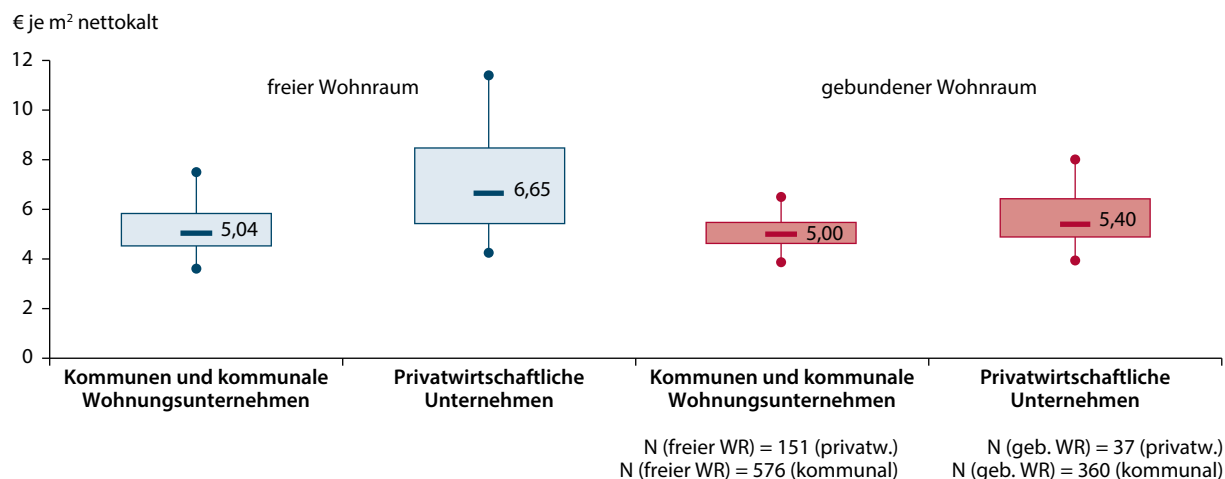 € je m² nettokalt
12
10
8
6
4
2
0
freier Wohnraum
gebundener Wohnraum
5,04
6,65
5,00
5,40
Kommunen und kommunale
Wohnungsunternehmen
Privatwirtschaftliche
Unternehmen
Kommunen und kommunale
Wohnungsunternehmen
Privatwirtschaftliche
Unternehmen
N (freier WR) = 151 (privatw.)
N (freier WR) = 576 (kommunal)
N (geb. WR) = 37 (privatw.)
N (geb. WR) = 360 (kommunal)